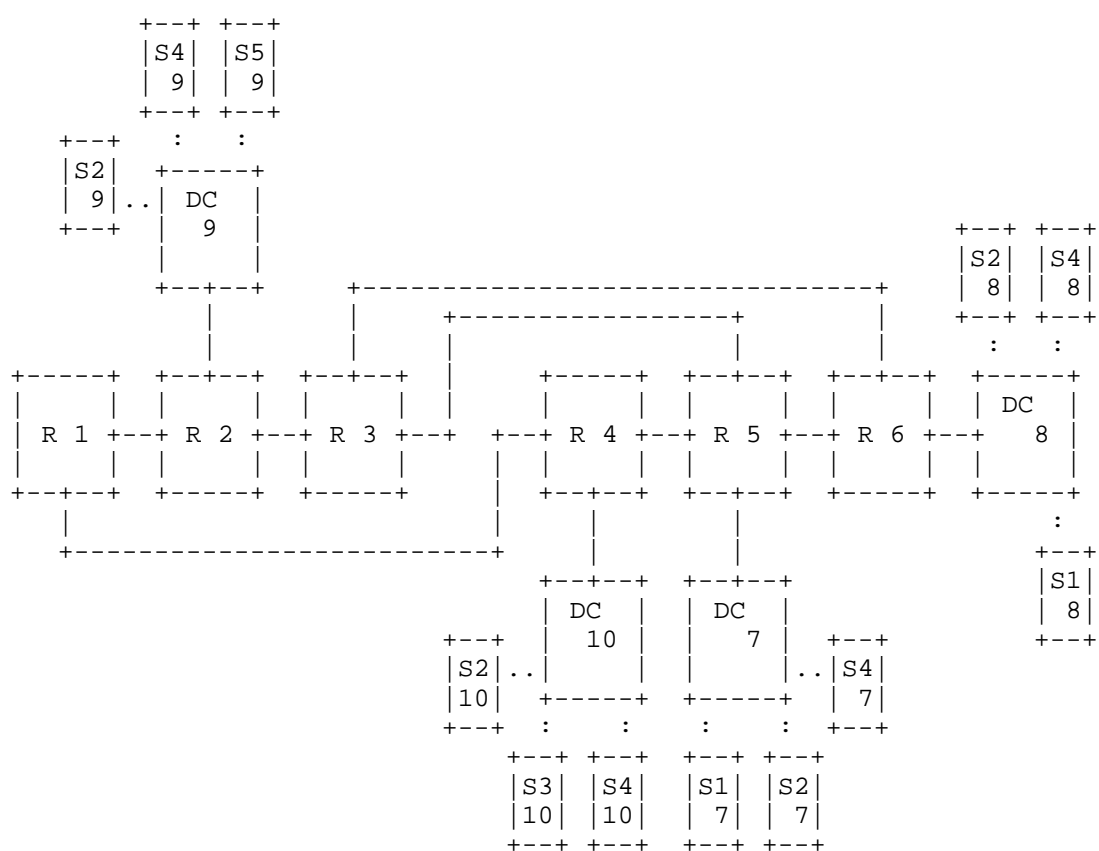 S4 S5
9 9
S2 DC
9 9
S2 S4
8 8
R 1 R 2 R 3 R 4 R 5 R 6 DC
8
S1
8
DC DC
10 7
S2 S4
10 7
S3 S4 S1 S2
10 10 7 7